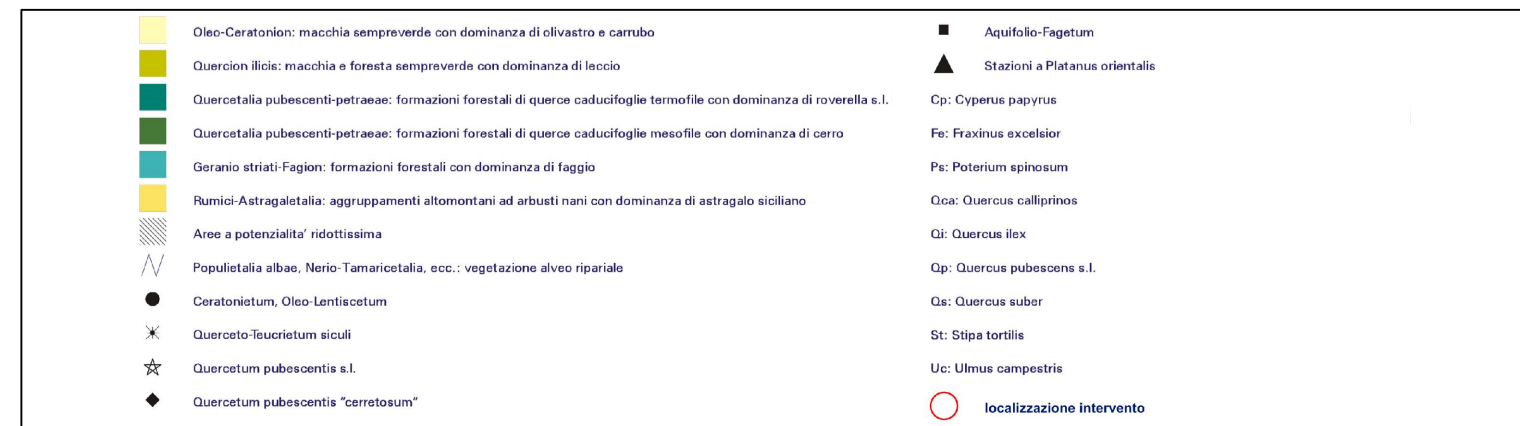 Oleo-Ceratonion: macchia sempreverde con dominanza di olivastro e carrubo
Quercion ilicis: macchia e foresta sempreverde con dominanza di leccio
Quercetalia pubescenti-petraeae: formazioni forestali di querce caducifoglie termofile con dominanza di roverella s.l.
Quercetalia pubescenti-petraeae: formazioni forestali di querce caducifoglie mesofile con dominanza di cerro
Geranio striati-Fagion: formazioni forestali con dominanza di faggio
Rumici-Astragaletalia: aggruppamenti altomontani ad arbusti nani con dominanza di astragalo siciliano
Aree a potenzialita' ridottissima
Populietalia albae, Nerio-Tamaricetalia, ecc.: vegetazione alveo ripariale
Ceratonietum, Oleo-Lentiscetum
Querceto-Teucrietum siculi
Quercetum pubescentis s.l.
Quercetum pubescentis "cerretosum"
Aquifolio-Fagetum
Stazioni a Platanus orientalis
Cp: Cyperus papyrus
Fe: Fraxinus excelsior
Ps: Poterium spinosum
Qca: Quercus calliprinos
Qi: Quercus ilex
Qp: Quercus pubescens s.l.
Qs: Quercus suber
St: Stipa tortilis
Uc: Ulmus campestris
localizzazione intervento